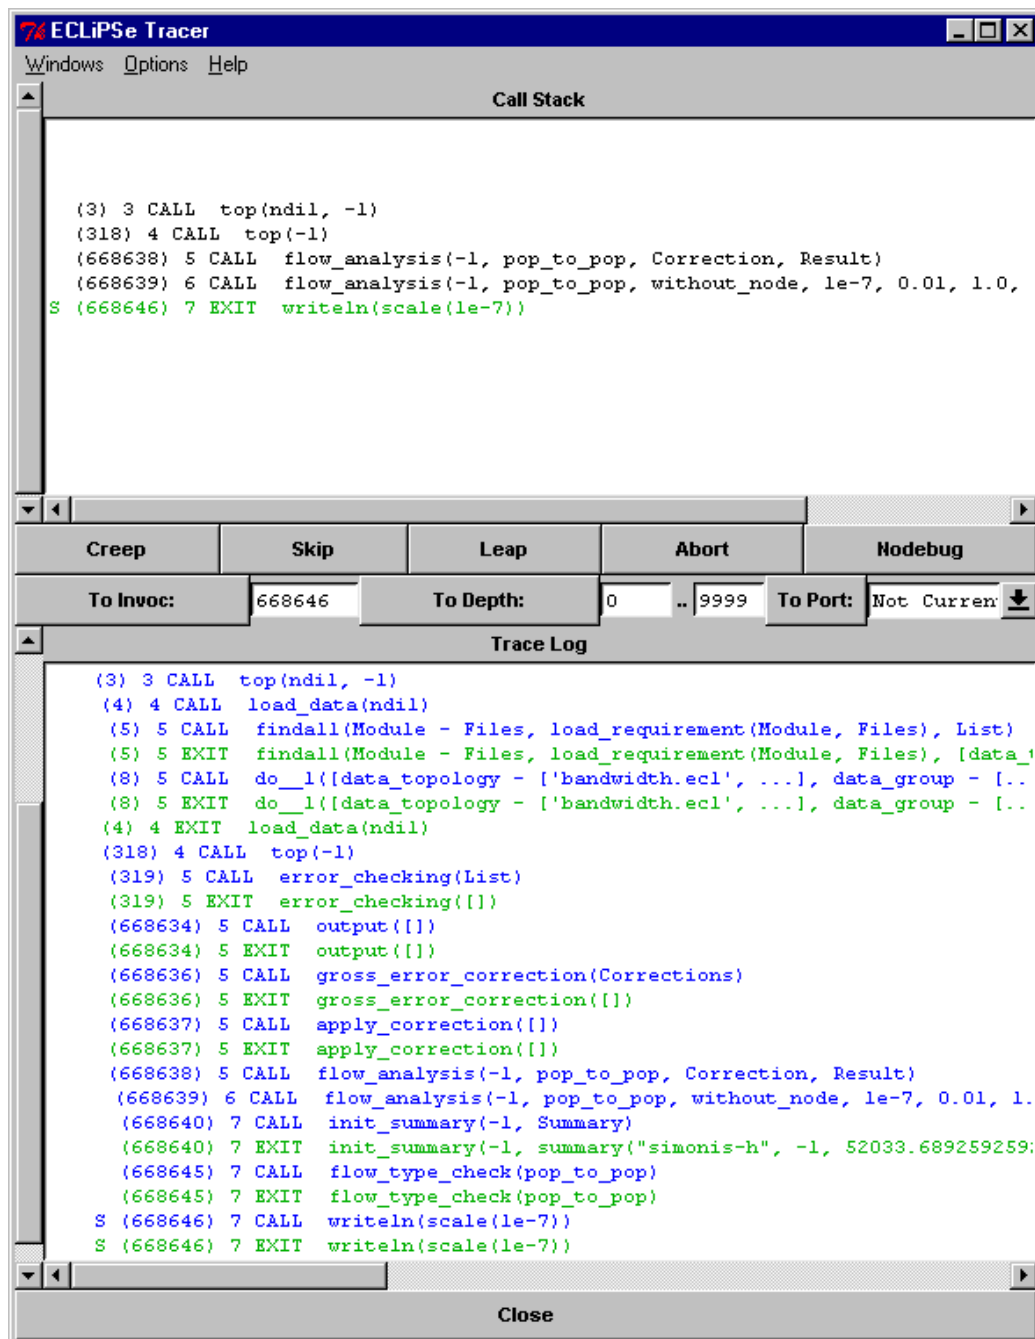 ECLiPSe Tracer
Windows Options Help
Call Stack
(3) 3 CALL top(ndil, -1)
(318) 4 CALL top(-1)
(668638) 5 CALL flow_analysis(-1, pop_to_pop, Correction, Result)
(668639) 6 CALL flow_analysis(-1, pop_to_pop, without_node, 1e-7, 0.01, 1.0,
S (668646) 7 EXIT writeln(scale(1e-7))
Creep Skip Leap Abort Nodebug
To Invoc: 668646 To Depth: 0 .. 9999 To Port: Not Curren
Trace Log
(3) 3 CALL top(ndil, -1)
(4) 4 CALL load_data(ndil)
(5) 5 CALL findall(Module - Files, load_requirement(Module, Files), List)
(5) 5 EXIT findall(Module - Files, load_requirement(Module, Files), [data_
(8) 5 CALL do__1([data_topology - ['bandwidth.ecl', ...], data_group - [..
(8) 5 EXIT do__1([data_topology - ['bandwidth.ecl', ...], data_group - [..
(4) 4 EXIT load_data(ndil)
(318) 4 CALL top(-1)
(319) 5 CALL error_checking(List)
(319) 5 EXIT error_checking([])
(668634) 5 CALL output([])
(668634) 5 EXIT output([])
(668636) 5 CALL gross_error_correction(Corrections)
(668636) 5 EXIT gross_error_correction([])
(668637) 5 CALL apply_correction([])
(668637) 5 EXIT apply_correction([])
(668638) 5 CALL flow_analysis(-1, pop_to_pop, Correction, Result)
(668639) 6 CALL flow_analysis(-1, pop_to_pop, without_node, 1e-7, 0.01, 1.
(668640) 7 CALL init_summary(-1, Summary)
(668640) 7 EXIT init_summary(-1, summary("simonis-h", -1, 52033.689259259
(668645) 7 CALL flow_type_check(pop_to_pop)
(668645) 7 EXIT flow_type_check(pop_to_pop)
S (668646) 7 CALL writeln(scale(1e-7))
S (668646) 7 EXIT writeln(scale(1e-7))
Close